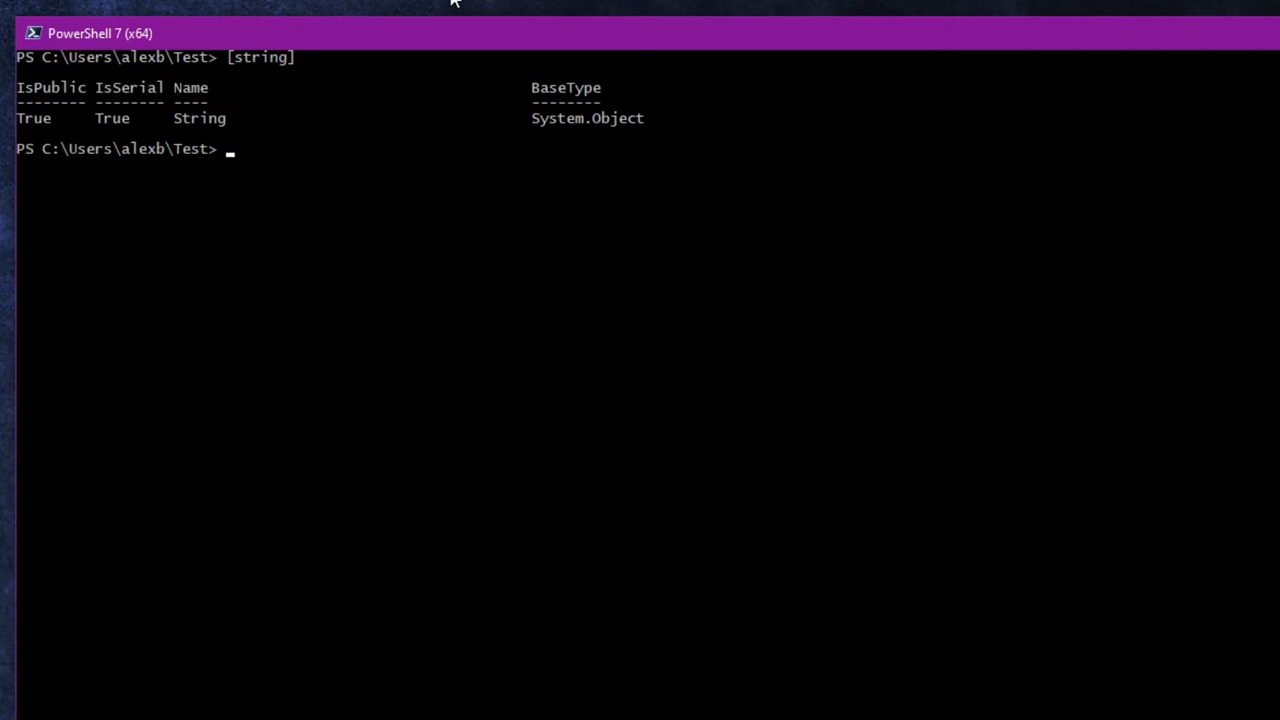 PowerShell 7 (x64)
PS C:\Users\alexb\Test> [string]
IsPublic IsSerial Name                                     BaseType
-------- -------- ----                                     --------
True     True     String                                   System.Object
PS C:\Users\alexb\Test>